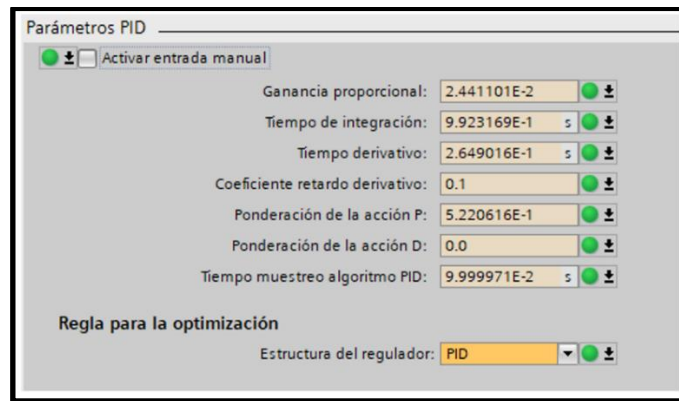 Parámetros PID
Activar entrada manual
Ganancia proporcional: 2.441101E-2
Tiempo de integración: 9.923169E-1 s
Tiempo derivativo: 2.649016E-1 s
Coeficiente retardo derivativo: 0.1
Ponderación de la acción P: 5.220616E-1
Ponderación de la acción D: 0.0
Tiempo muestreo algoritmo PID: 9.999971E-2 s
Regla para la optimización
Estructura del regulador: PID